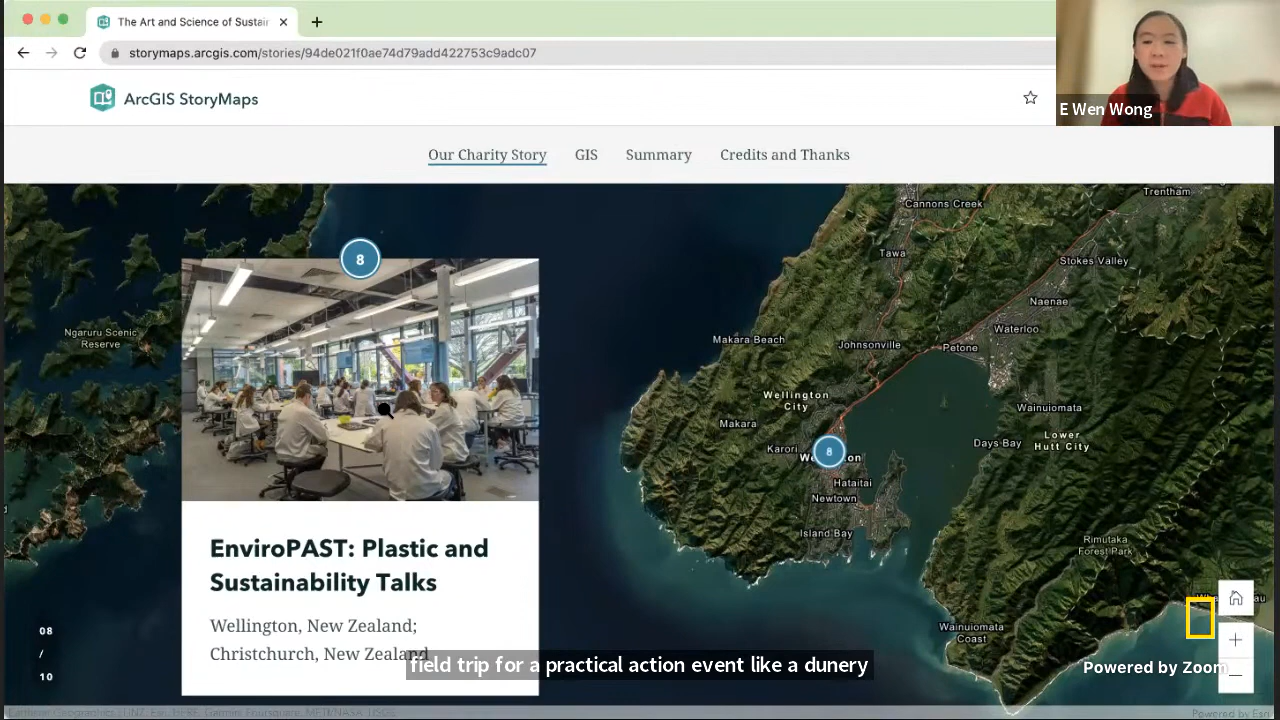 The Art and Science of Sustain
storymaps.arcgis.com/stories/94de021f0ae74d79add422753c9adc07
ArcGIS StoryMaps
E Wen Wong
Our Charity Story GIS Summary Credits and Thanks
Trentham
Cannons Creek
Tawa
Stokes Valley
8
Naenae
Ngaruru Scenic
Reserve
Waterloo
Makara Beach
Johnsonville
Petone
Wellington
City
Wainuiomata
Makara
Lower
Hutt City
Days Bay
Karori
8
Hataitai
Newtown
Island Bay
Rimutaka
Forest Park
EnviroPAST: Plastic and
Sustainability Talks
Wellington, New Zealand;
Christchurch, New Zealand
Wainuiomata
Coast
08
/
10
field trip for a practical action event like a dunery
Powered by Zoom
Powered by Esri